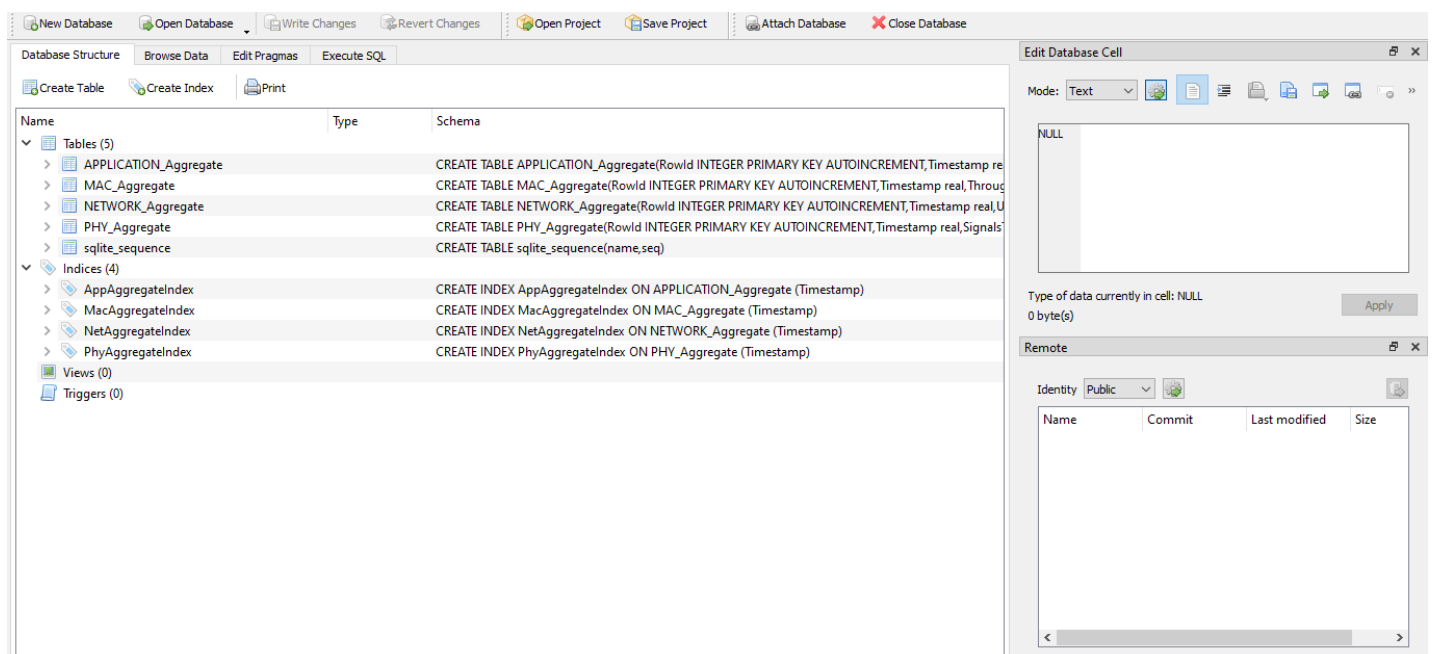 New Database Open Database Write Changes Revert Changes Open Project Save Project Attach Database Close Database
Database Structure Browse Data Edit Pragmas Execute SQL
Create Table Create Index Print
Name Type Schema
Tables (5)
APPLICATION_Aggregate CREATE TABLE APPLICATION_Aggregate(RowId INTEGER PRIMARY KEY AUTOINCREMENT,Timestamp re
MAC_Aggregate CREATE TABLE MAC_Aggregate(RowId INTEGER PRIMARY KEY AUTOINCREMENT,Timestamp real,Throug
NETWORK_Aggregate CREATE TABLE NETWORK_Aggregate(RowId INTEGER PRIMARY KEY AUTOINCREMENT,Timestamp real,U
PHY_Aggregate CREATE TABLE PHY_Aggregate(RowId INTEGER PRIMARY KEY AUTOINCREMENT,Timestamp real,SignalsT
sqlite_sequence CREATE TABLE sqlite_sequence(name,seq)
Indices (4)
AppAggregateIndex CREATE INDEX AppAggregateIndex ON APPLICATION_Aggregate (Timestamp)
MacAggregateIndex CREATE INDEX MacAggregateIndex ON MAC_Aggregate (Timestamp)
NetAggregateIndex CREATE INDEX NetAggregateIndex ON NETWORK_Aggregate (Timestamp)
PhyAggregateIndex CREATE INDEX PhyAggregateIndex ON PHY_Aggregate (Timestamp)
Views (0)
Triggers (0)
Edit Database Cell
Mode: Text
NULL
Type of data currently in cell: NULL
0 byte(s)
Apply
Remote
Identity Public
Name Commit Last modified Size